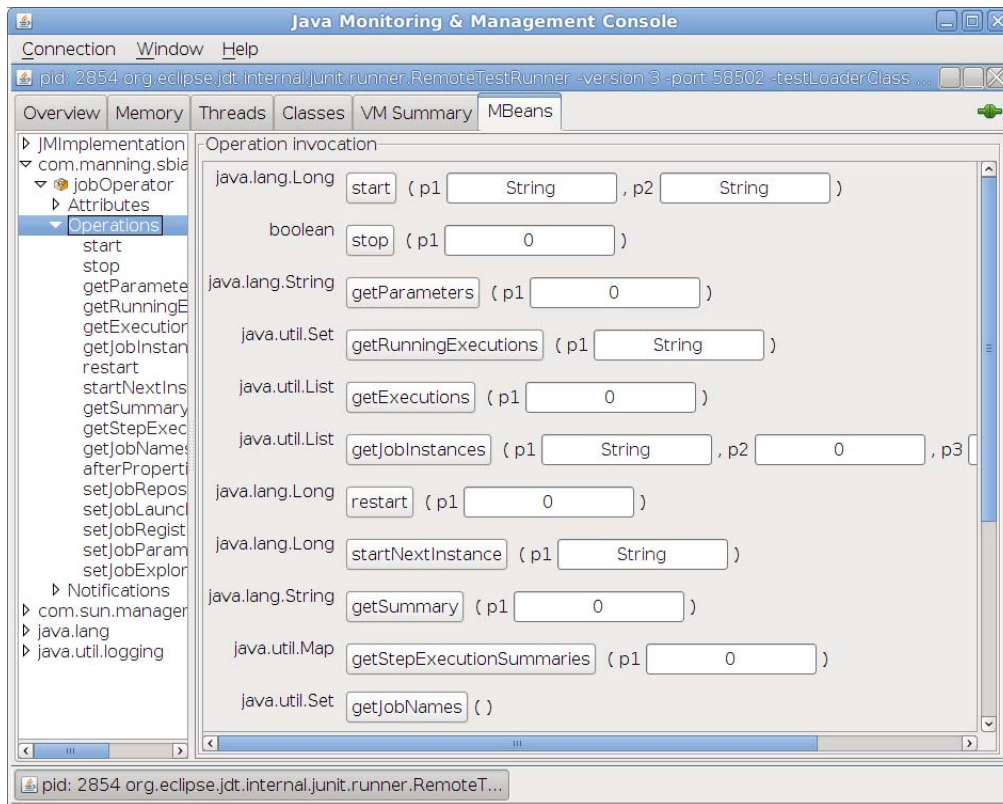 Java Monitoring & Management Console
Connection Window Help
pid: 2854 org.eclipse.jdt.internal.junit.runner.RemoteTestRunner -version 3 -port 58502 -testLoaderClass ...
Overview Memory Threads Classes VM Summary MBeans
JMImplementation
com.manning.sbia
jobOperator
Attributes
Operations
start
stop
getParamete
getRunningE
getExecution
getJobInstan
restart
startNextIns
getSummary
getStepExec
getJobNames
afterProperti
setJobRepos
setJobLaunch
setJobRegist
setJobParam
setJobExplor
Notifications
com.sun.manager
java.lang
java.util.logging
Operation invocation
java.lang.Long start ( p1 String , p2 String )
boolean stop ( p1 0 )
java.lang.String getParameters ( p1 0 )
java.util.Set getRunningExecutions ( p1 String )
java.util.List getExecutions ( p1 0 )
java.util.List getJobInstances ( p1 String , p2 0 , p3
java.lang.Long restart ( p1 0 )
java.lang.Long startNextInstance ( p1 String )
java.lang.String getSummary ( p1 0 )
java.util.Map getStepExecutionSummaries ( p1 0 )
java.util.Set getJobNames ( )
pid: 2854 org.eclipse.jdt.internal.junit.runner.RemoteT...